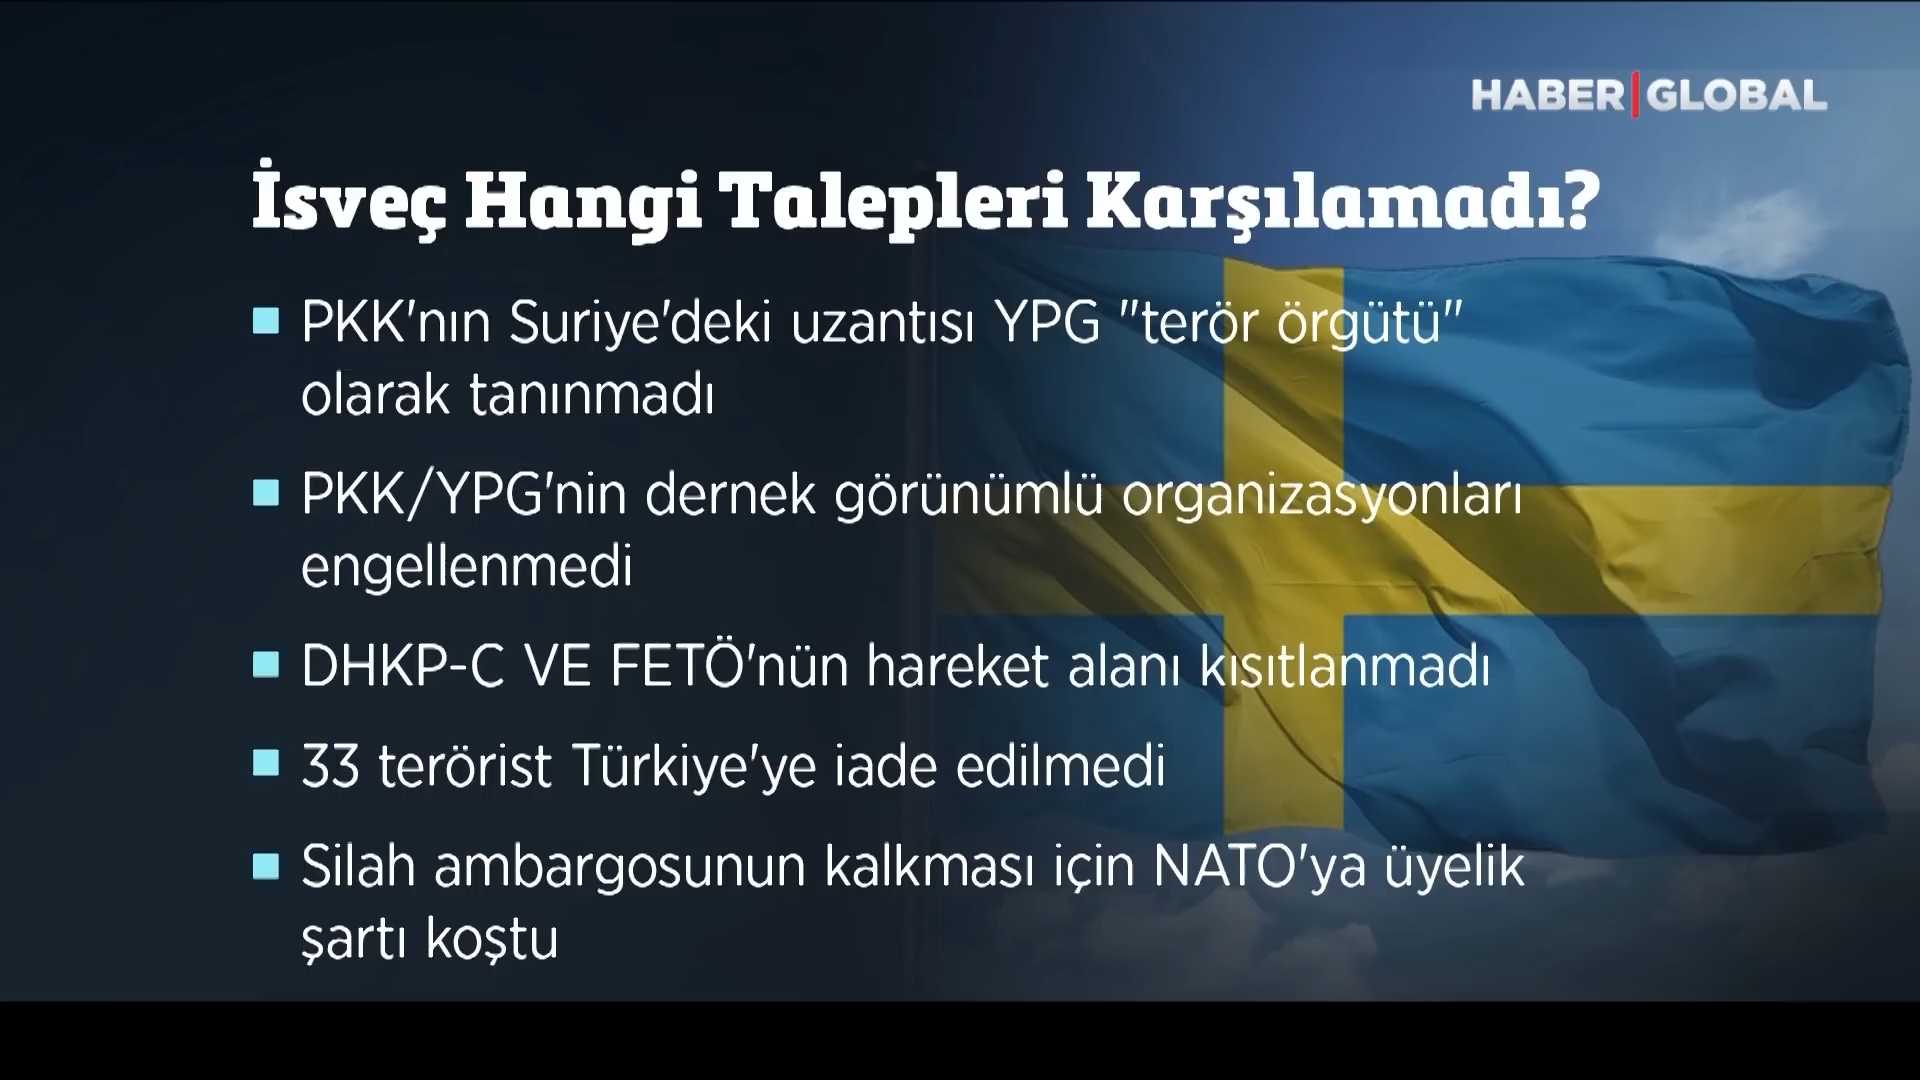 HABER|GLOBAL
İsveç Hangi Talepleri Karşılamadı?
PKK'nın Suriye'deki uzantısı YPG "terör örgütü"
olarak tanınmadı
PKK/YPG'nin dernek görünümlü organizasyonları
engellenmedi
DHKP-C VE FETÖ'nün hareket alanı kısıtlanmadı
33 terörist Türkiye'ye iade edilmedi
Silah ambargosunun kalkması için NATO'ya üyelik
şartı koştu